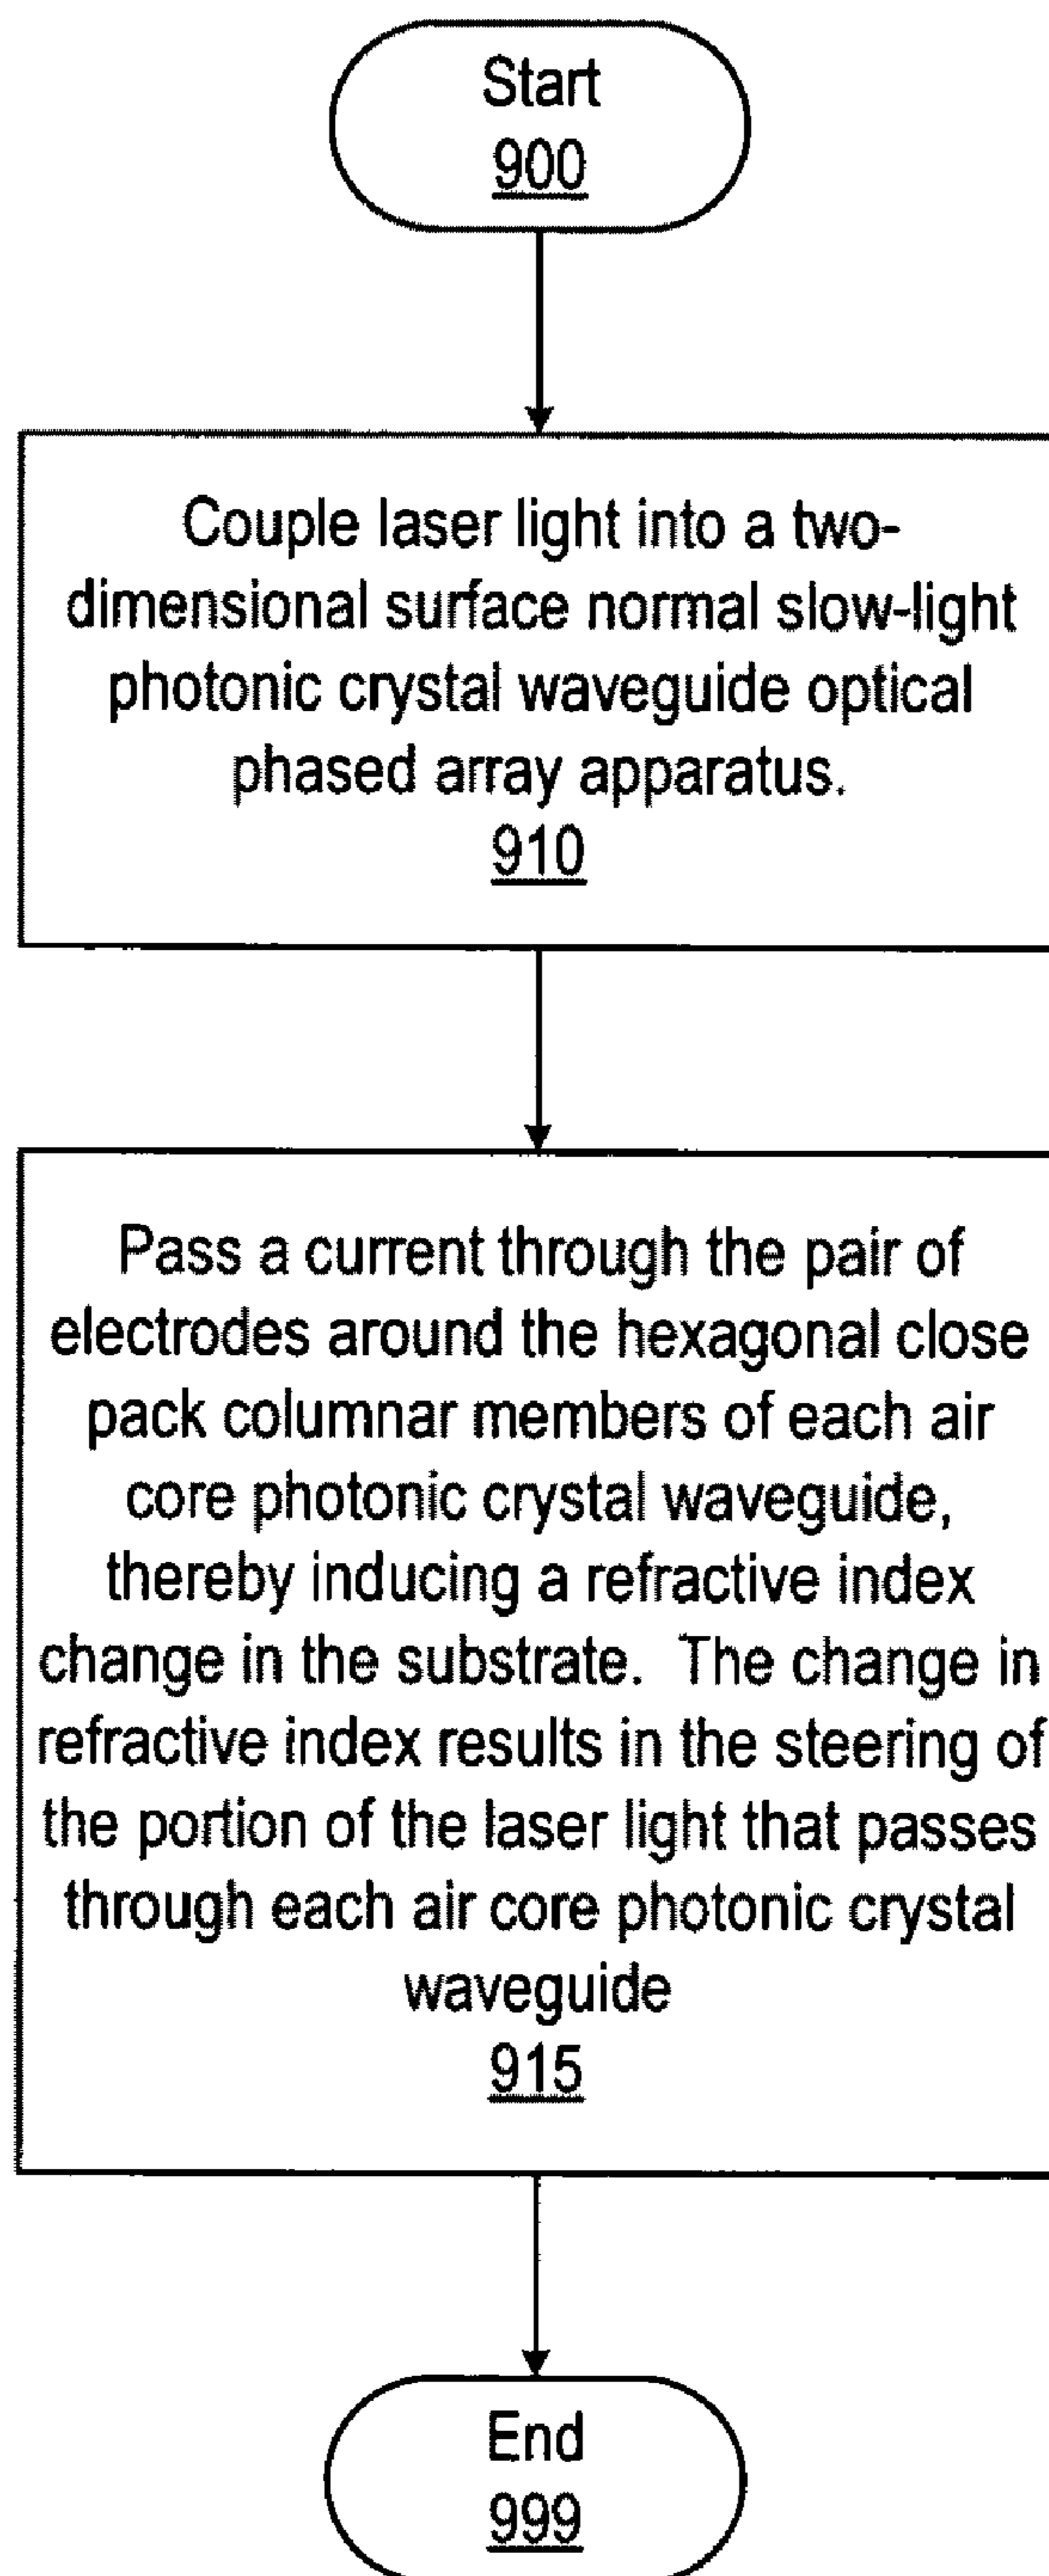 Start
900
Couple laser light into a two-
dimensional surface normal slow-light
photonic crystal waveguide optical
phased array apparatus.
910
Pass a current through the pair of
electrodes around the hexagonal close
pack columnar members of each air
core photonic crystal waveguide,
thereby inducing a refractive index
change in the substrate. The change in
refractive index results in the steering of
the portion of the laser light that passes
through each air core photonic crystal
waveguide
915
End
999